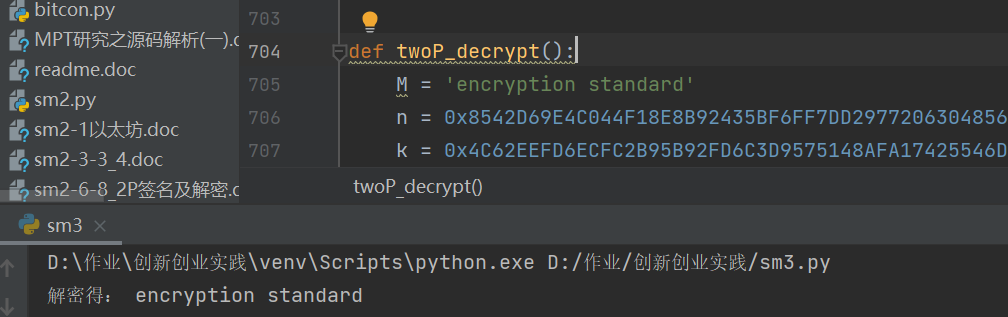 bitcon.py
MPT研究之源码解析(一).c
readme.doc
sm2.py
sm2-1以太坊.doc
sm2-3-3_4.doc
sm2-6-8_2P签名及解密.c
703
704 def twoP_decrypt():
705 M = 'encryption standard'
706 n = 0x8542D69E4C044F18E8B92435BF6FF7DD2977206304856
707 k = 0x4C62EEFD6ECFC2B95B92FD6C3D9575148AFA17425546D
twoP_decrypt()
sm3 ×
D:\作业\创新创业实践\venv\Scripts\python.exe D:/作业/创新创业实践/sm3.py
解密得： encryption standard